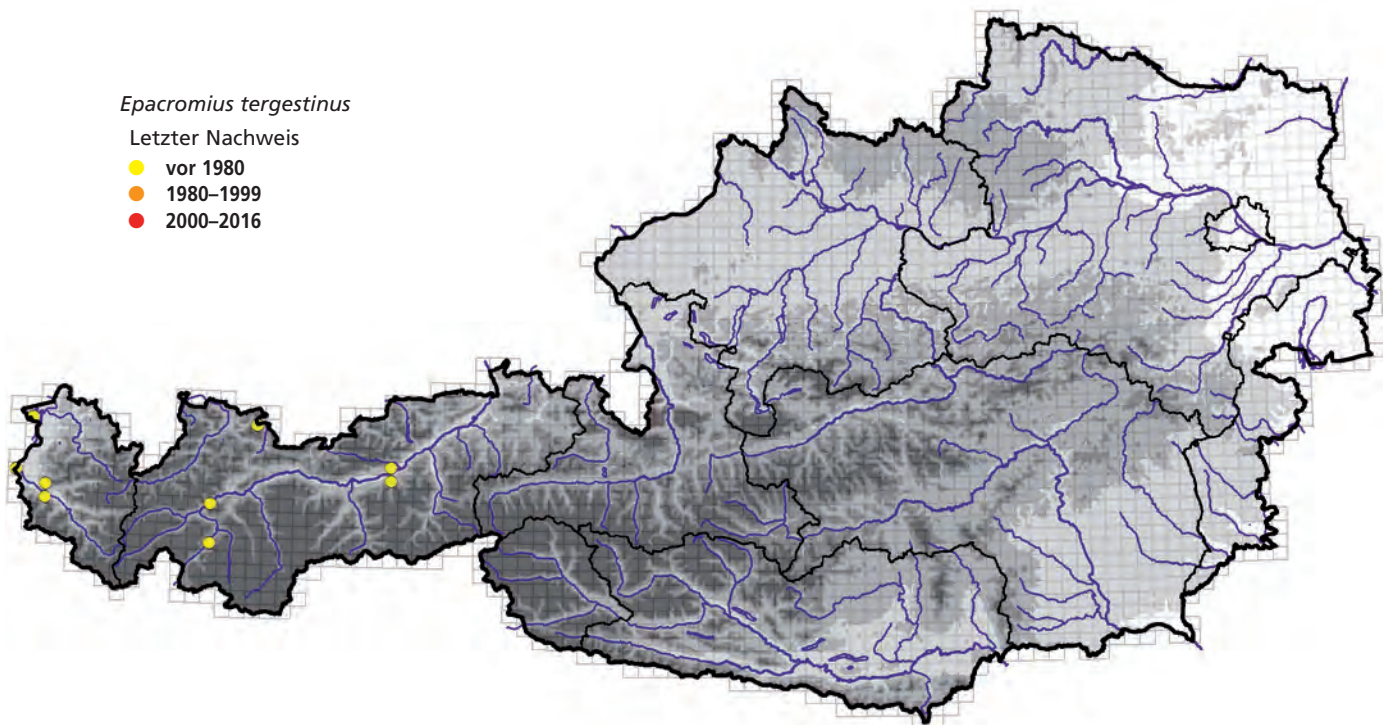 Epacromius tergestinus
Letzter Nachweis
vor 1980
1980–1999
2000–2016